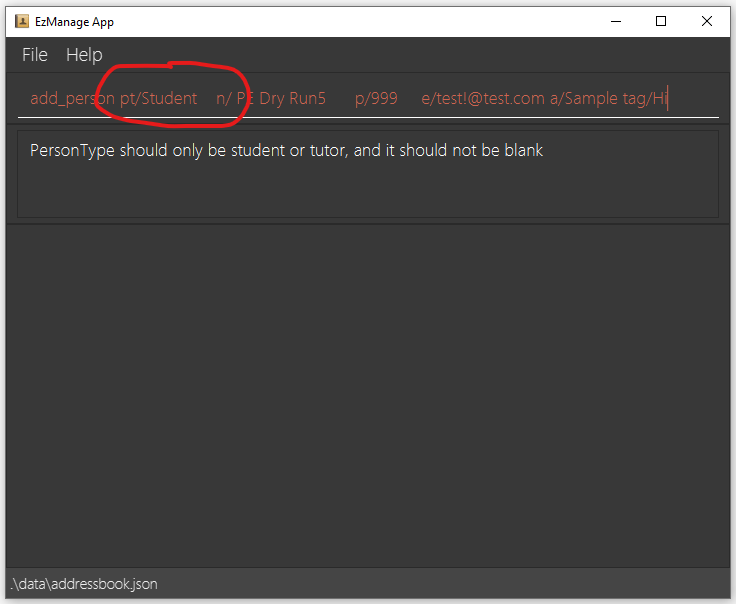 EzManage App
File Help
add_person pt/Student n/ PE Dry Run5 p/999 e/test!@test.com a/Sample tag/Hi
PersonType should only be student or tutor, and it should not be blank
.\data\addressbook.json